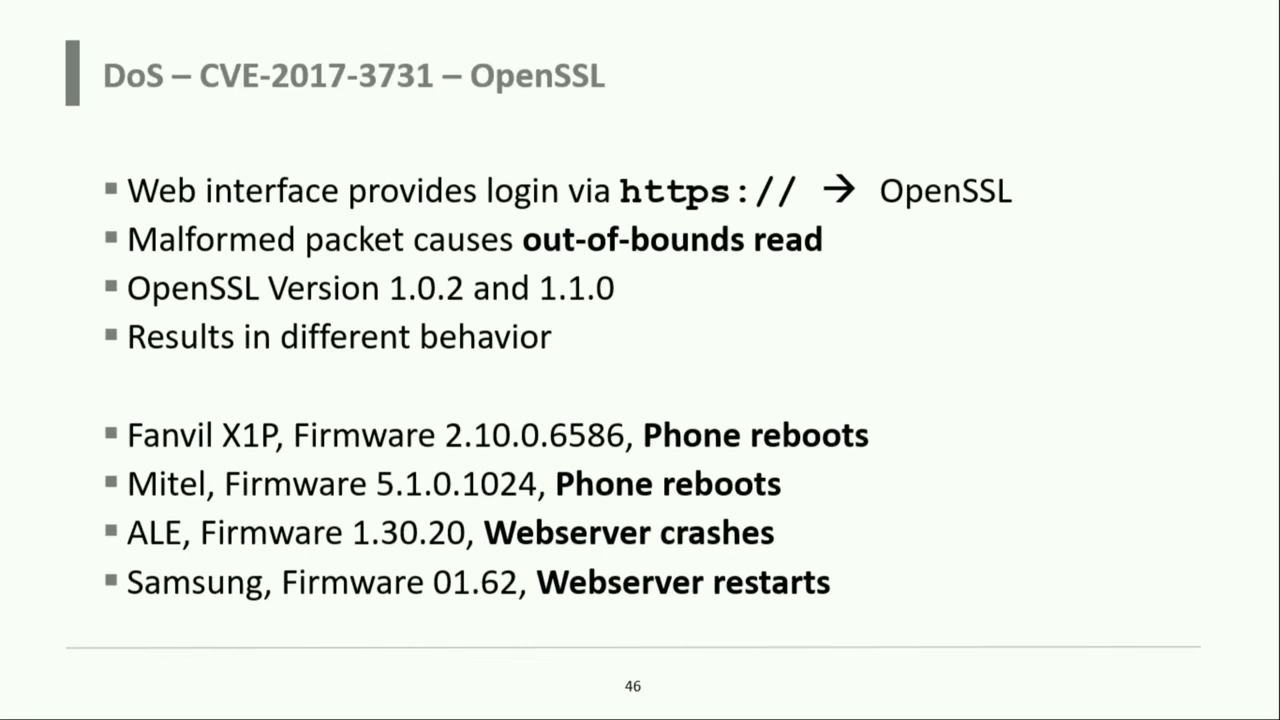 DoS – CVE-2017-3731 – OpenSSL
▪ Web interface provides login via https:// → OpenSSL
▪ Malformed packet causes out-of-bounds read
▪ OpenSSL Version 1.0.2 and 1.1.0
▪ Results in different behavior
▪ Fanvil X1P, Firmware 2.10.0.6586, Phone reboots
▪ Mitel, Firmware 5.1.0.1024, Phone reboots
▪ ALE, Firmware 1.30.20, Webserver crashes
▪ Samsung, Firmware 01.62, Webserver restarts
46